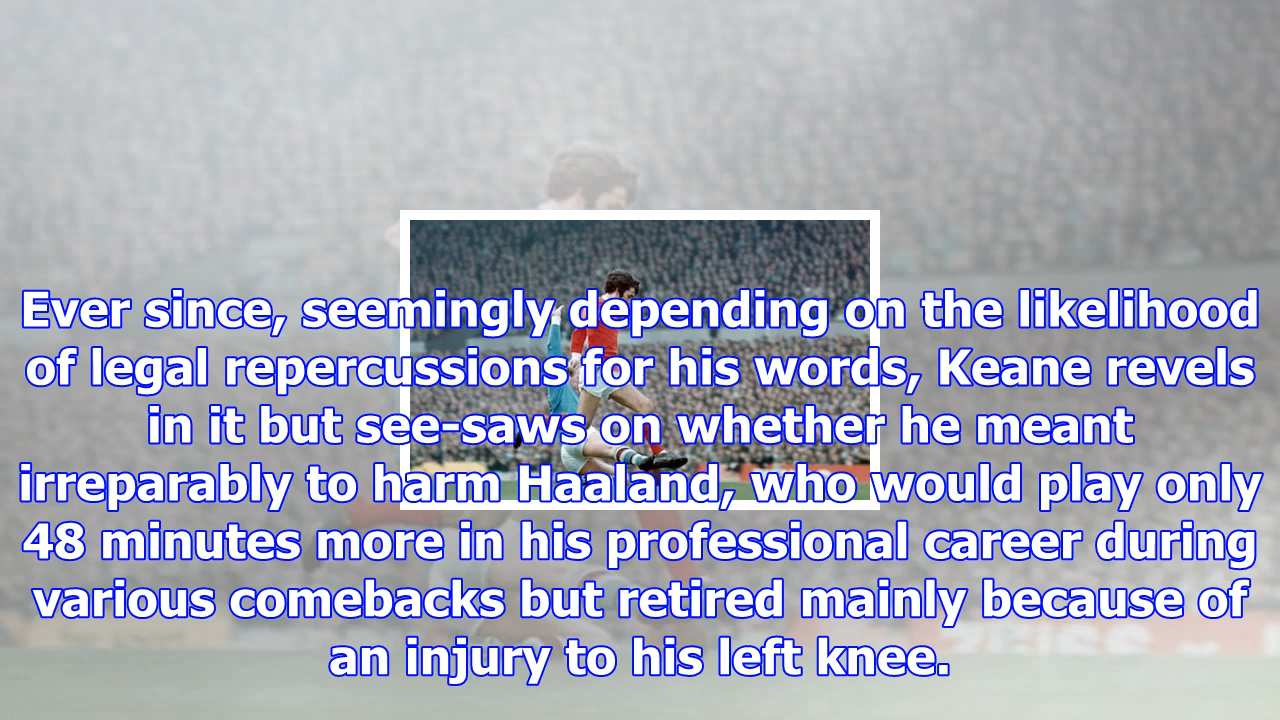 Ever since, seemingly depending on the likelihood
of legal repercussions for his words, Keane revels
in it but see-saws on whether he meant
irreparably to harm Haaland, who would play only
48 minutes more in his professional career during
various comebacks but retired mainly because of
an injury to his left knee.